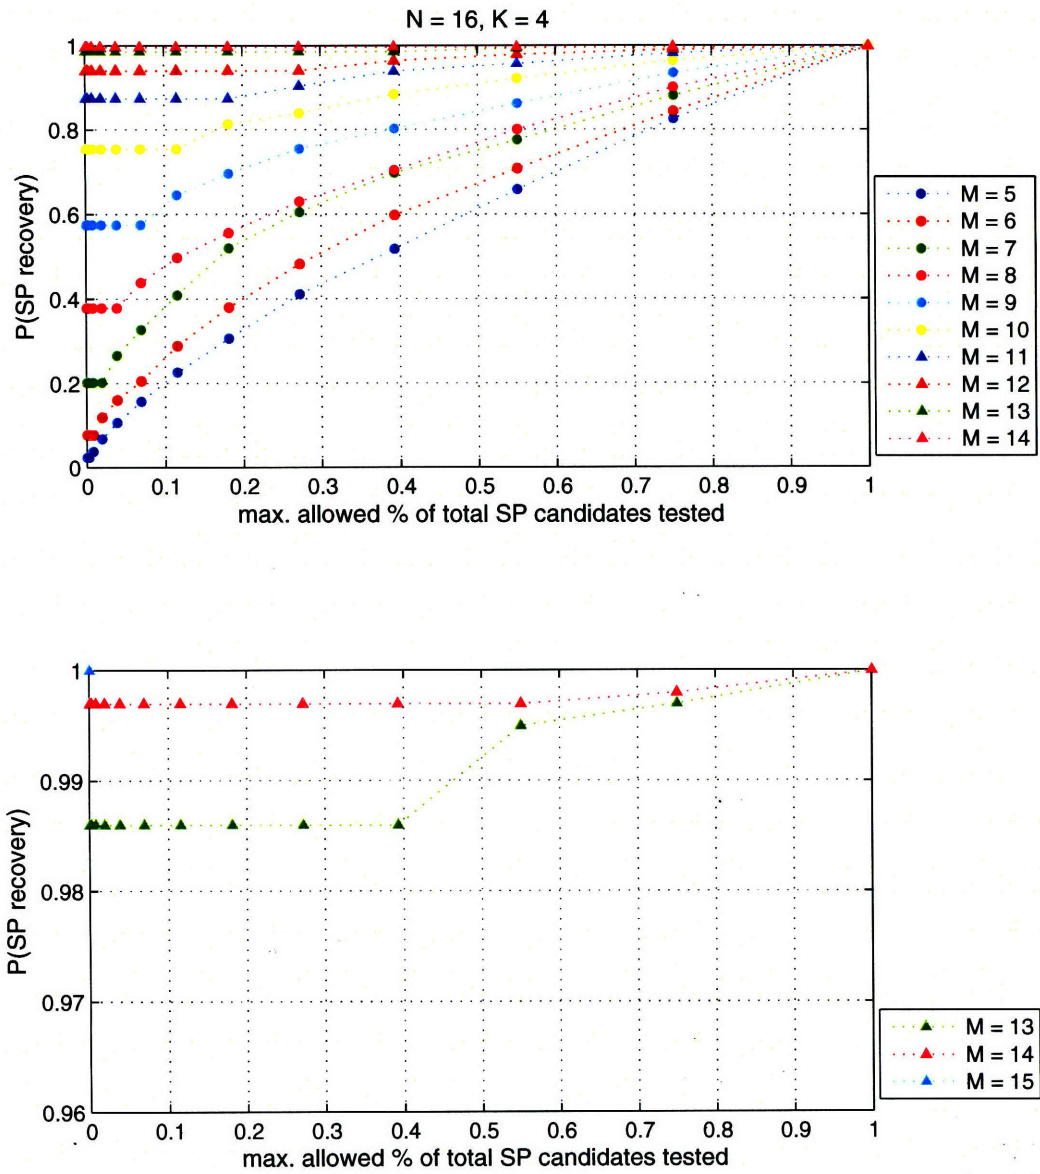 N = 16, K = 4
1
0.8
0.6
0.4
0.2
0
P(SP recovery)
0 0.1 0.2 0.3 0.4 0.5 0.6 0.7 0.8 0.9 1
max. allowed % of total SP candidates tested
M = 5
M = 6
M = 7
M = 8
M = 9
M = 10
M = 11
M = 12
M = 13
M = 14
1
0.99
0.98
0.97
0.96
P(SP recovery)
0 0.1 0.2 0.3 0.4 0.5 0.6 0.7 0.8 0.9 1
max. allowed % of total SP candidates tested
M = 13
M = 14
M = 15